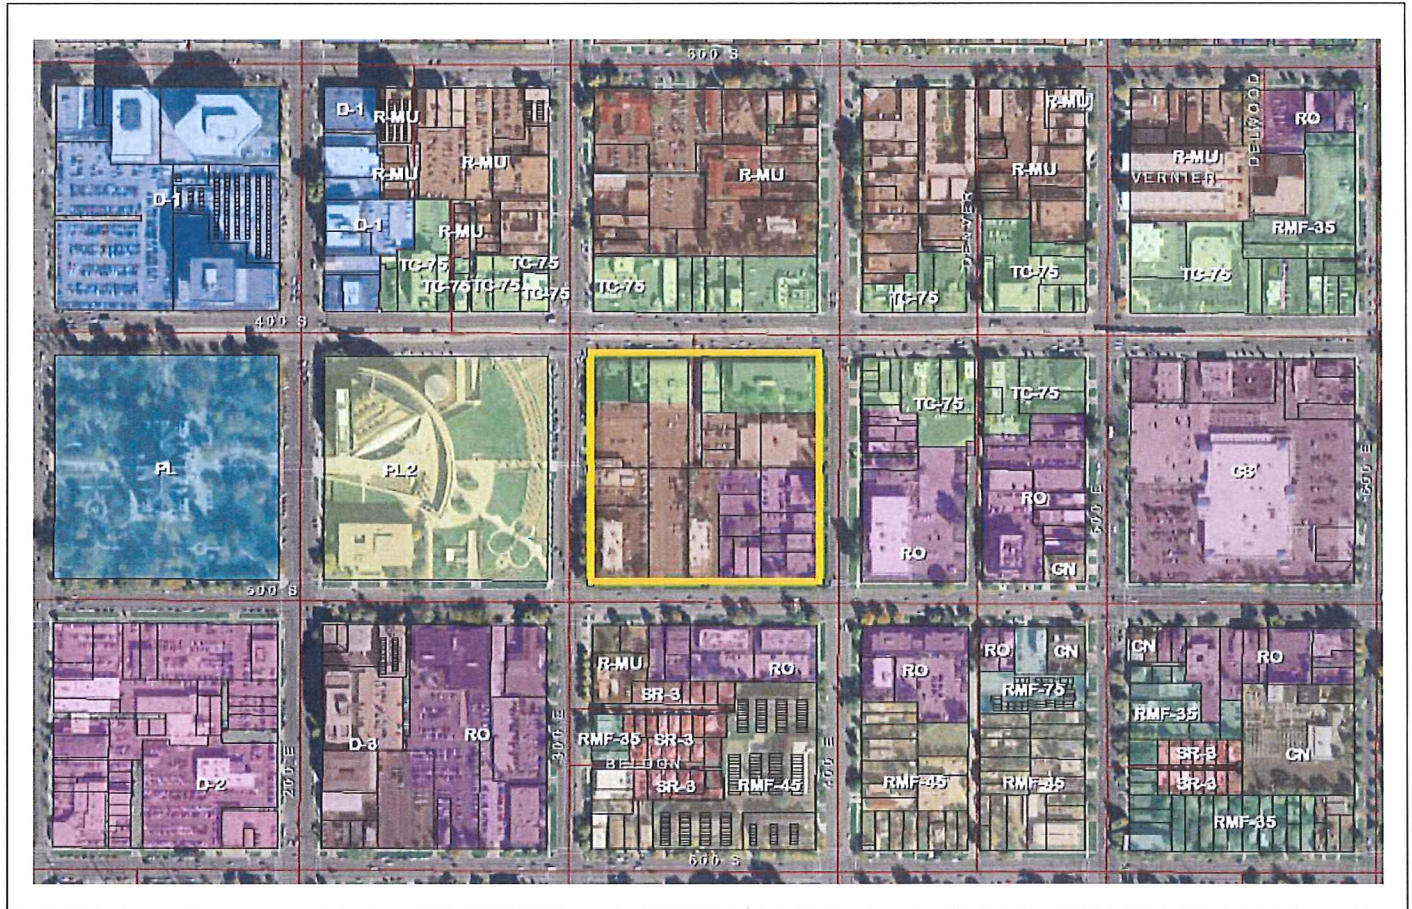 600 S
D-1
R-MU
R-MU
R-MU
D-1
D-1
R-MU
TC-75
TC-75
TC-75
TC-75
TC-75
R-MU
TC-75
R-MU
R-MU
DENVER
TC-75
TC-75
DELWOOD
RO
R-MU
VERNIER
RMF-35
TC-75
400 S
PL
PL2
TC-75
TC-75
RO
RO
CN
600 E
CS
600 E
500 S
D-2
200 E
D-3
RO
300 E
R-MU
RO
SR-3
RMF-35
SR-3
BELDON
SR-3
RMF-45
400 E
600 S
RO
RMF-45
RO
CN
RMF-75
RMF-45
CN
RO
RMF-35
SR-3
SR-3
CN
RMF-35